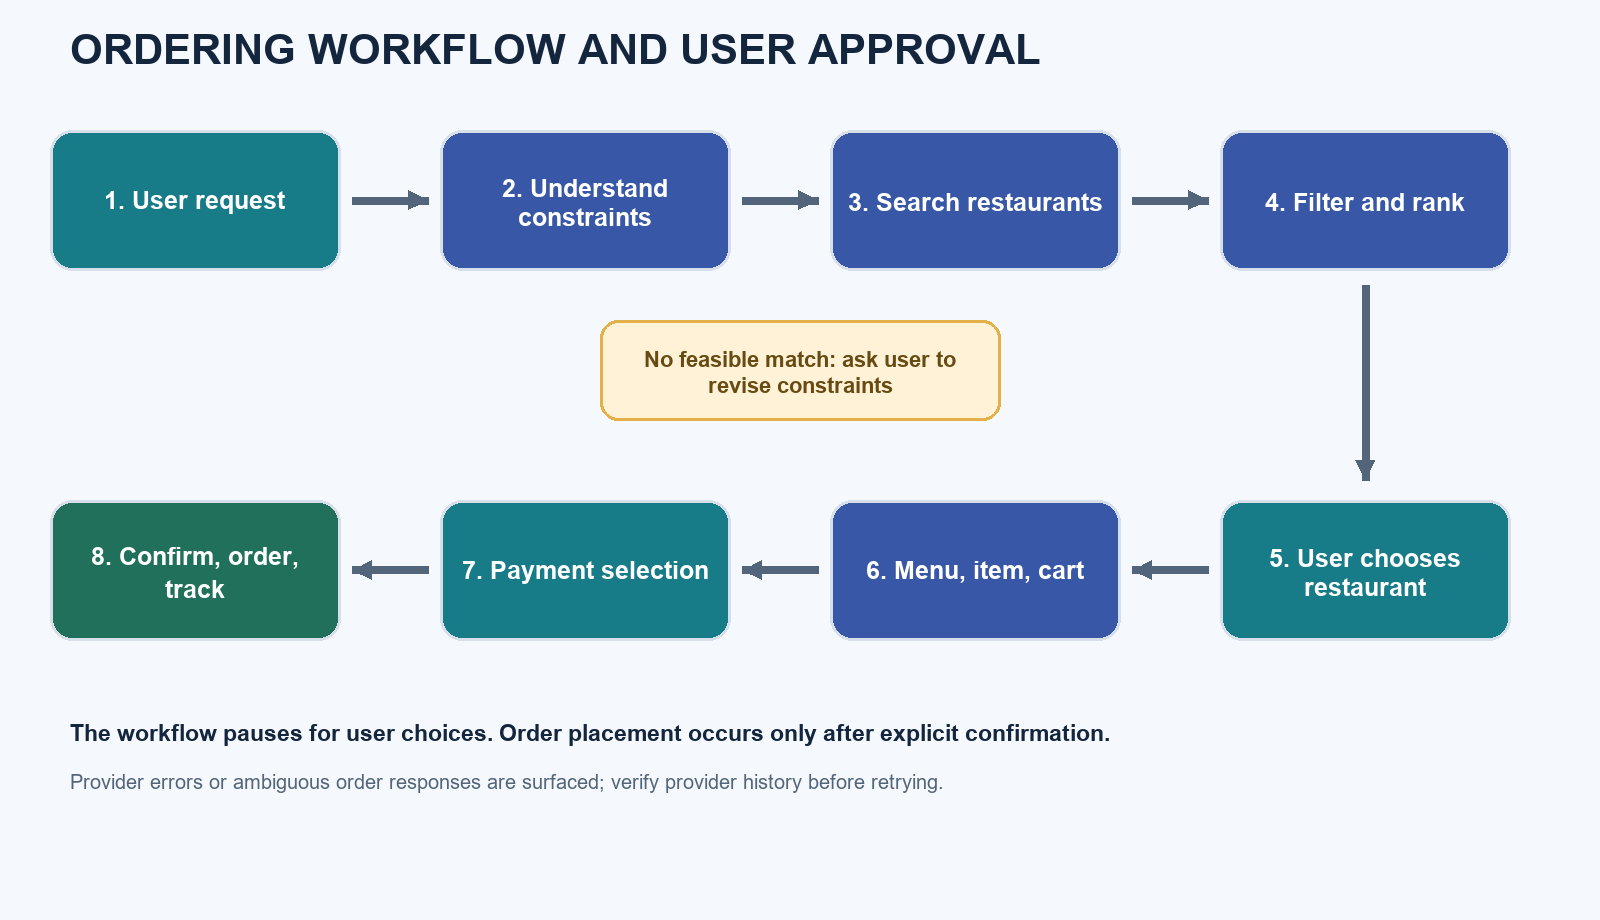 ORDERING WORKFLOW AND USER APPROVAL
1. User request
2. Understand
constraints
3. Search restaurants
4. Filter and rank
No feasible match: ask user to
revise constraints
5. User chooses
restaurant
6. Menu, item, cart
7. Payment selection
8. Confirm, order,
track
The workflow pauses for user choices. Order placement occurs only after explicit confirmation.
Provider errors or ambiguous order responses are surfaced; verify provider history before retrying.